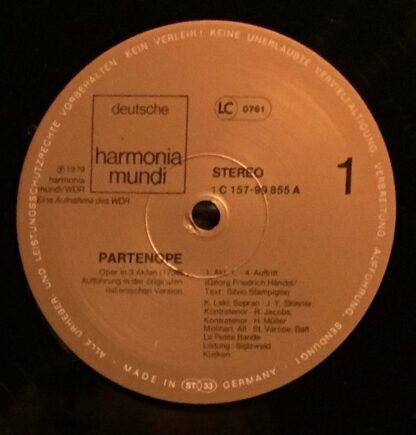 ALLE URHEBER UND LEISTUNGSSCHUTZRECHTE VORBEHALTEN KEIN VERLEIH! KEINE UNERLAUBTE VERVIELFÄLTIGUNG, VERBREITUNG, AUFFÜHRUNG, SENDUNG!
deutsche
harmonia
mundi
LC 0761
℗ 1979
harmonia
mundi/WDR
Eine Aufnahme des WDR
STEREO
1 C 157-99 855 A
1
PARTENOPE
Oper in 3 Akten
Aufführung in der originalen
italienischen Version
1. Akt, 1. - 4. Auftritt
(Georg Friedrich Händel/
Text: Silvio Stampiglia)
K. Laki, Sopran · J. Y. Skinner,
Kontratenor · R. Jacobs,
Kontratenor · H. Müller
Molinari, Alt · St. Varcoe, Baß
La Petite Bande
Leitung: Sigiswald
Kuijken
MADE IN ST 33 GERMANY